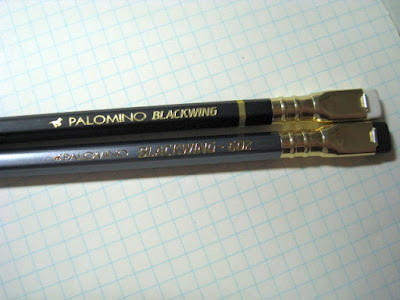 PALOMINO BLACKWING
PALOMINO BLACKWING - 602